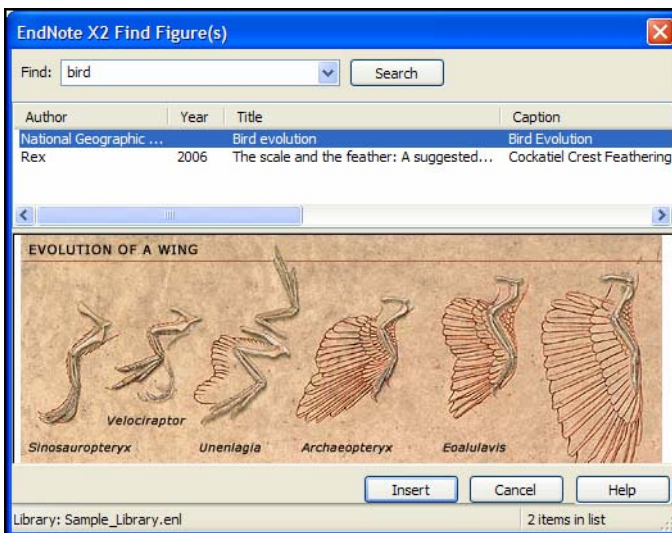 EndNote X2 Find Figure(s)
Find: bird Search
Author Year Title Caption
National Geographic ... Bird evolution Bird Evolution
Rex 2006 The scale and the feather: A suggested... Cockatiel Crest Feathering
EVOLUTION OF A WING
Velociraptor
Sinosauropteryx Unenlagia Archaeopteryx Eoalulavis
Insert Cancel Help
Library: Sample_Library.enl 2 items in list